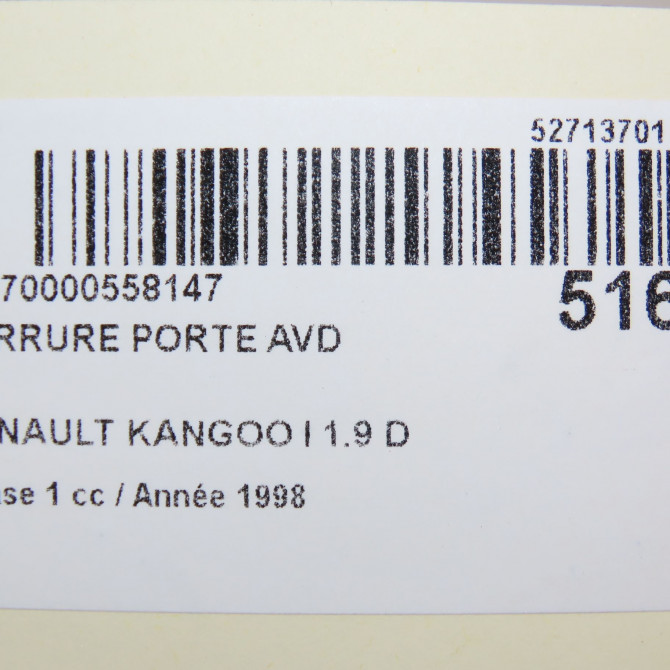 52713701
70000558147
516
RRURE PORTE AVD
NAULT KANGOO I 1.9 D
se 1 cc / Année 1998